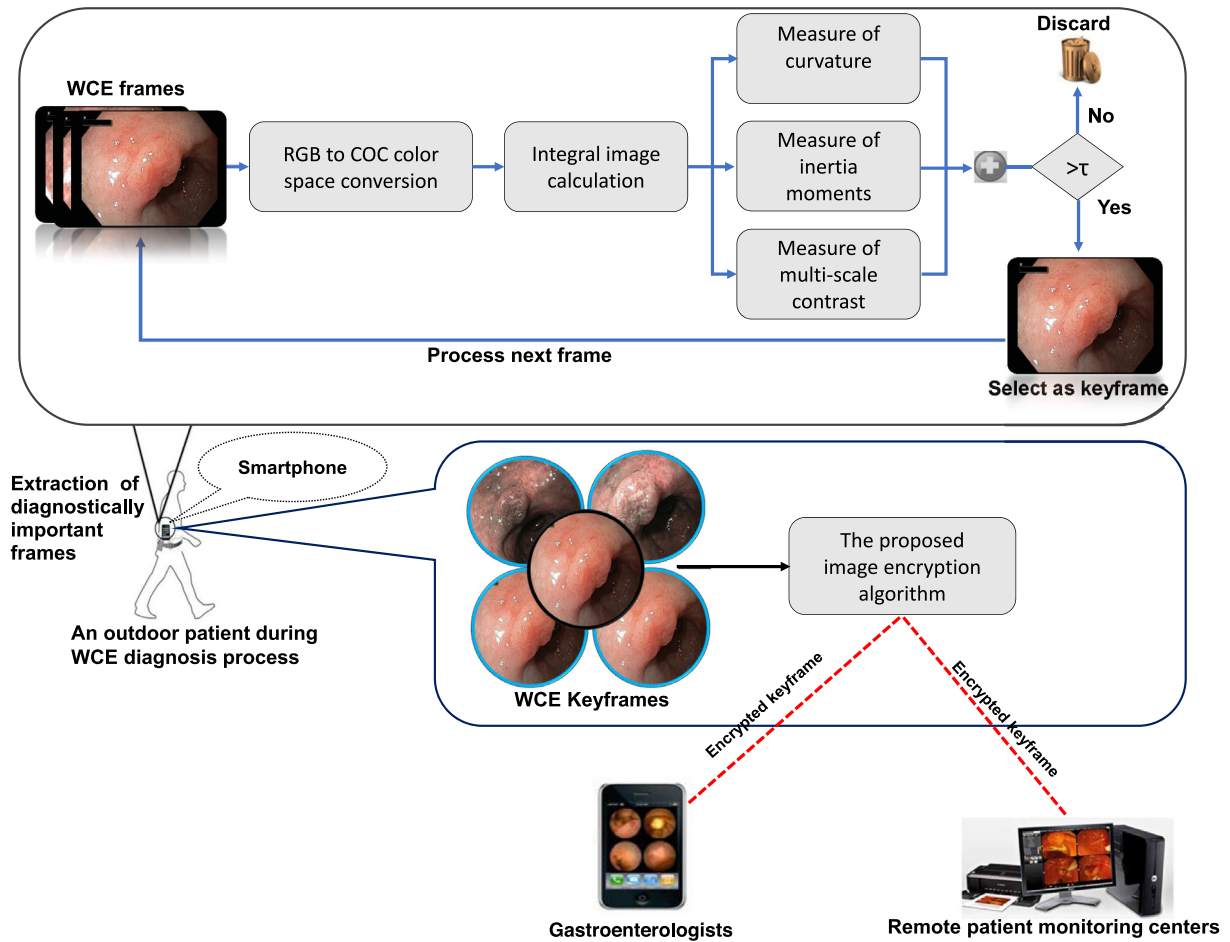 Discard
WCE frames
Measure of
curvature
No
RGB to COC color
space conversion
Integral image
calculation
Measure of
inertia
moments
>τ
Yes
Measure of
multi-scale
contrast
Process next frame
Select as keyframe
Smartphone
Extraction of
diagnostically
important
frames
The proposed
image encryption
algorithm
An outdoor patient during
WCE diagnosis process
WCE Keyframes
Encrypted keyframe
Encrypted keyframe
Gastroenterologists
Remote patient monitoring centers